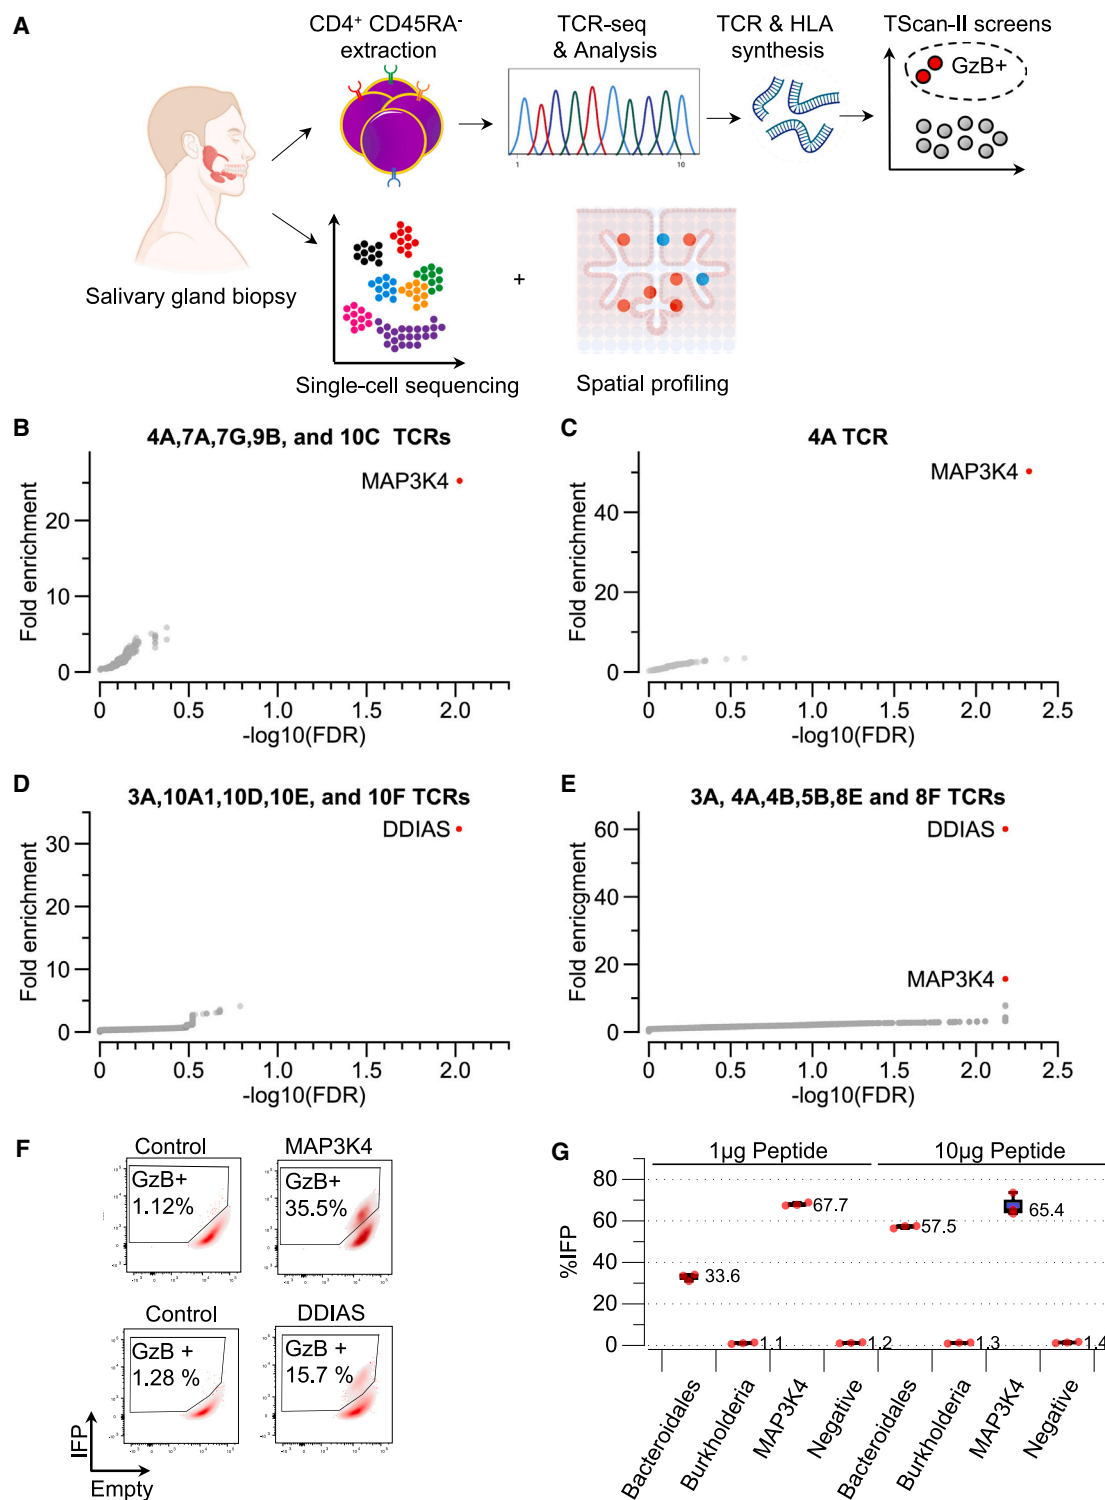 A
CD4+ CD45RA-
extraction
TCR-seq
& Analysis
TCR & HLA
synthesis
TScan-II screens
GzB+
1
10
Salivary gland biopsy
+
Single-cell sequencing
Spatial profiling
B
4A,7A,7G,9B, and 10C TCRs
MAP3K4
Fold enrichment
20
10
0
0
0.5
1.0
1.5
2.0
-log10(FDR)
C
4A TCR
MAP3K4
Fold enrichment
40
20
0
0
0.5
1.0
1.5
2.0
2.5
-log10(FDR)
D
3A,10A1,10D,10E, and 10F TCRs
DDIAS
Fold enrichment
30
20
10
0
0
0.5
1.0
1.5
2.0
-log10(FDR)
E
3A, 4A,4B,5B,8E and 8F TCRs
DDIAS
MAP3K4
Fold enricgment
60
40
20
0
0
0.5
1.0
1.5
2.0
2.5
-log10(FDR)
F
Control
GzB+
1.12%
MAP3K4
GzB+
35.5%
Control
GzB +
1.28 %
DDIAS
GzB +
15.7 %
IFP
Empty
G
1µg Peptide
10µg Peptide
%IFP
80
60
40
20
0
33.6
1.1
67.7
1.2
57.5
1.3
65.4
1.4
Bacteroidales
Burkholderia
MAP3K4
Negative
Bacteroidales
Burkholderia
MAP3K4
Negative